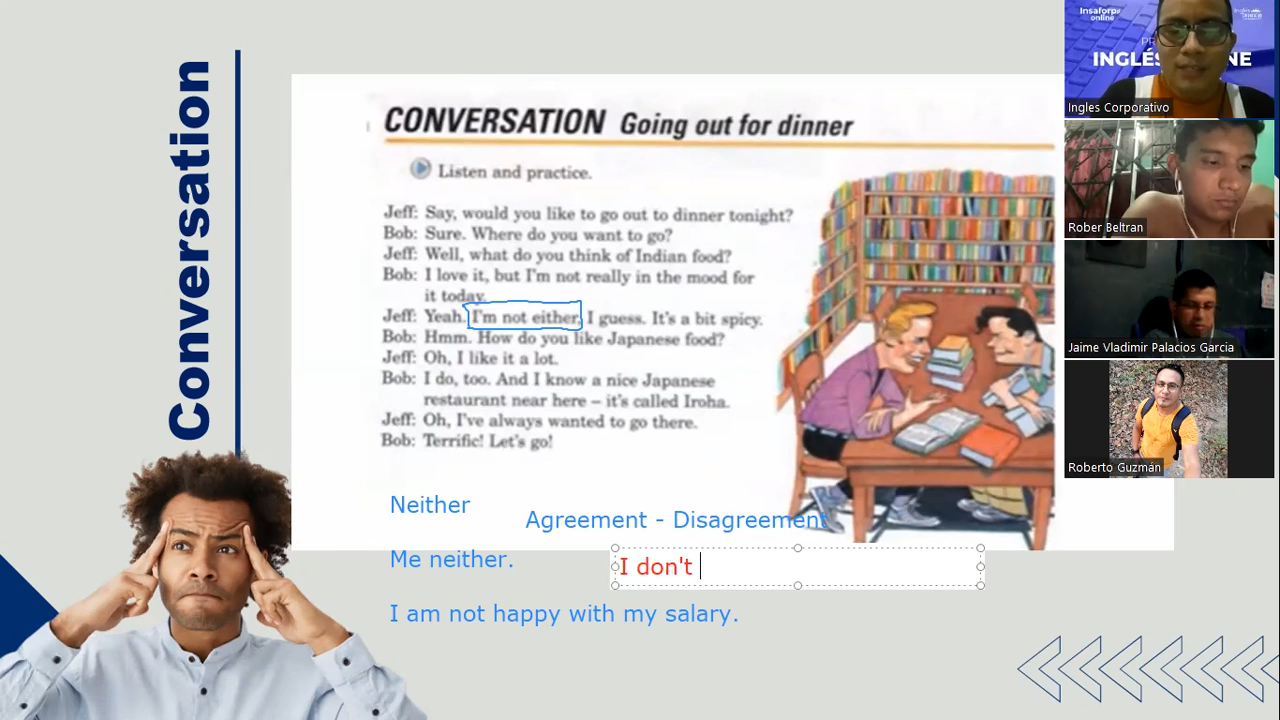 Conversation
CONVERSATION Going out for dinner
Listen and practice.
Jeff: Say, would you like to go out to dinner tonight?
Bob: Sure. Where do you want to go?
Jeff: Well, what do you think of Indian food?
Bob: I love it, but I'm not really in the mood for
it today.
Jeff: Yeah. I'm not either, I guess. It's a bit spicy.
Bob: Hmm. How do you like Japanese food?
Jeff: Oh, I like it a lot.
Bob: I do, too. And I know a nice Japanese
restaurant near here – it's called Iroha.
Jeff: Oh, I've always wanted to go there.
Bob: Terrific! Let's go!
Neither
Agreement - Disagreement
Me neither.
I don't
I am not happy with my salary.
Insaforp
online
INGLÉS
NE
Ingles Corporativo
Rober Beltran
Jaime Vladimir Palacios Garcia
Roberto Guzmán